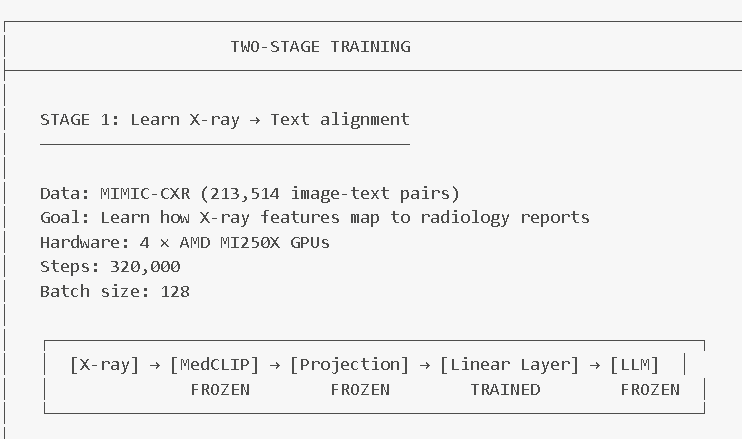 TWO-STAGE TRAINING
STAGE 1: Learn X-ray → Text alignment
Data: MIMIC-CXR (213,514 image-text pairs)
Goal: Learn how X-ray features map to radiology reports
Hardware: 4 × AMD MI250X GPUs
Steps: 320,000
Batch size: 128
[X-ray] → [MedCLIP] → [Projection] → [Linear Layer] → [LLM]
FROZEN FROZEN TRAINED FROZEN